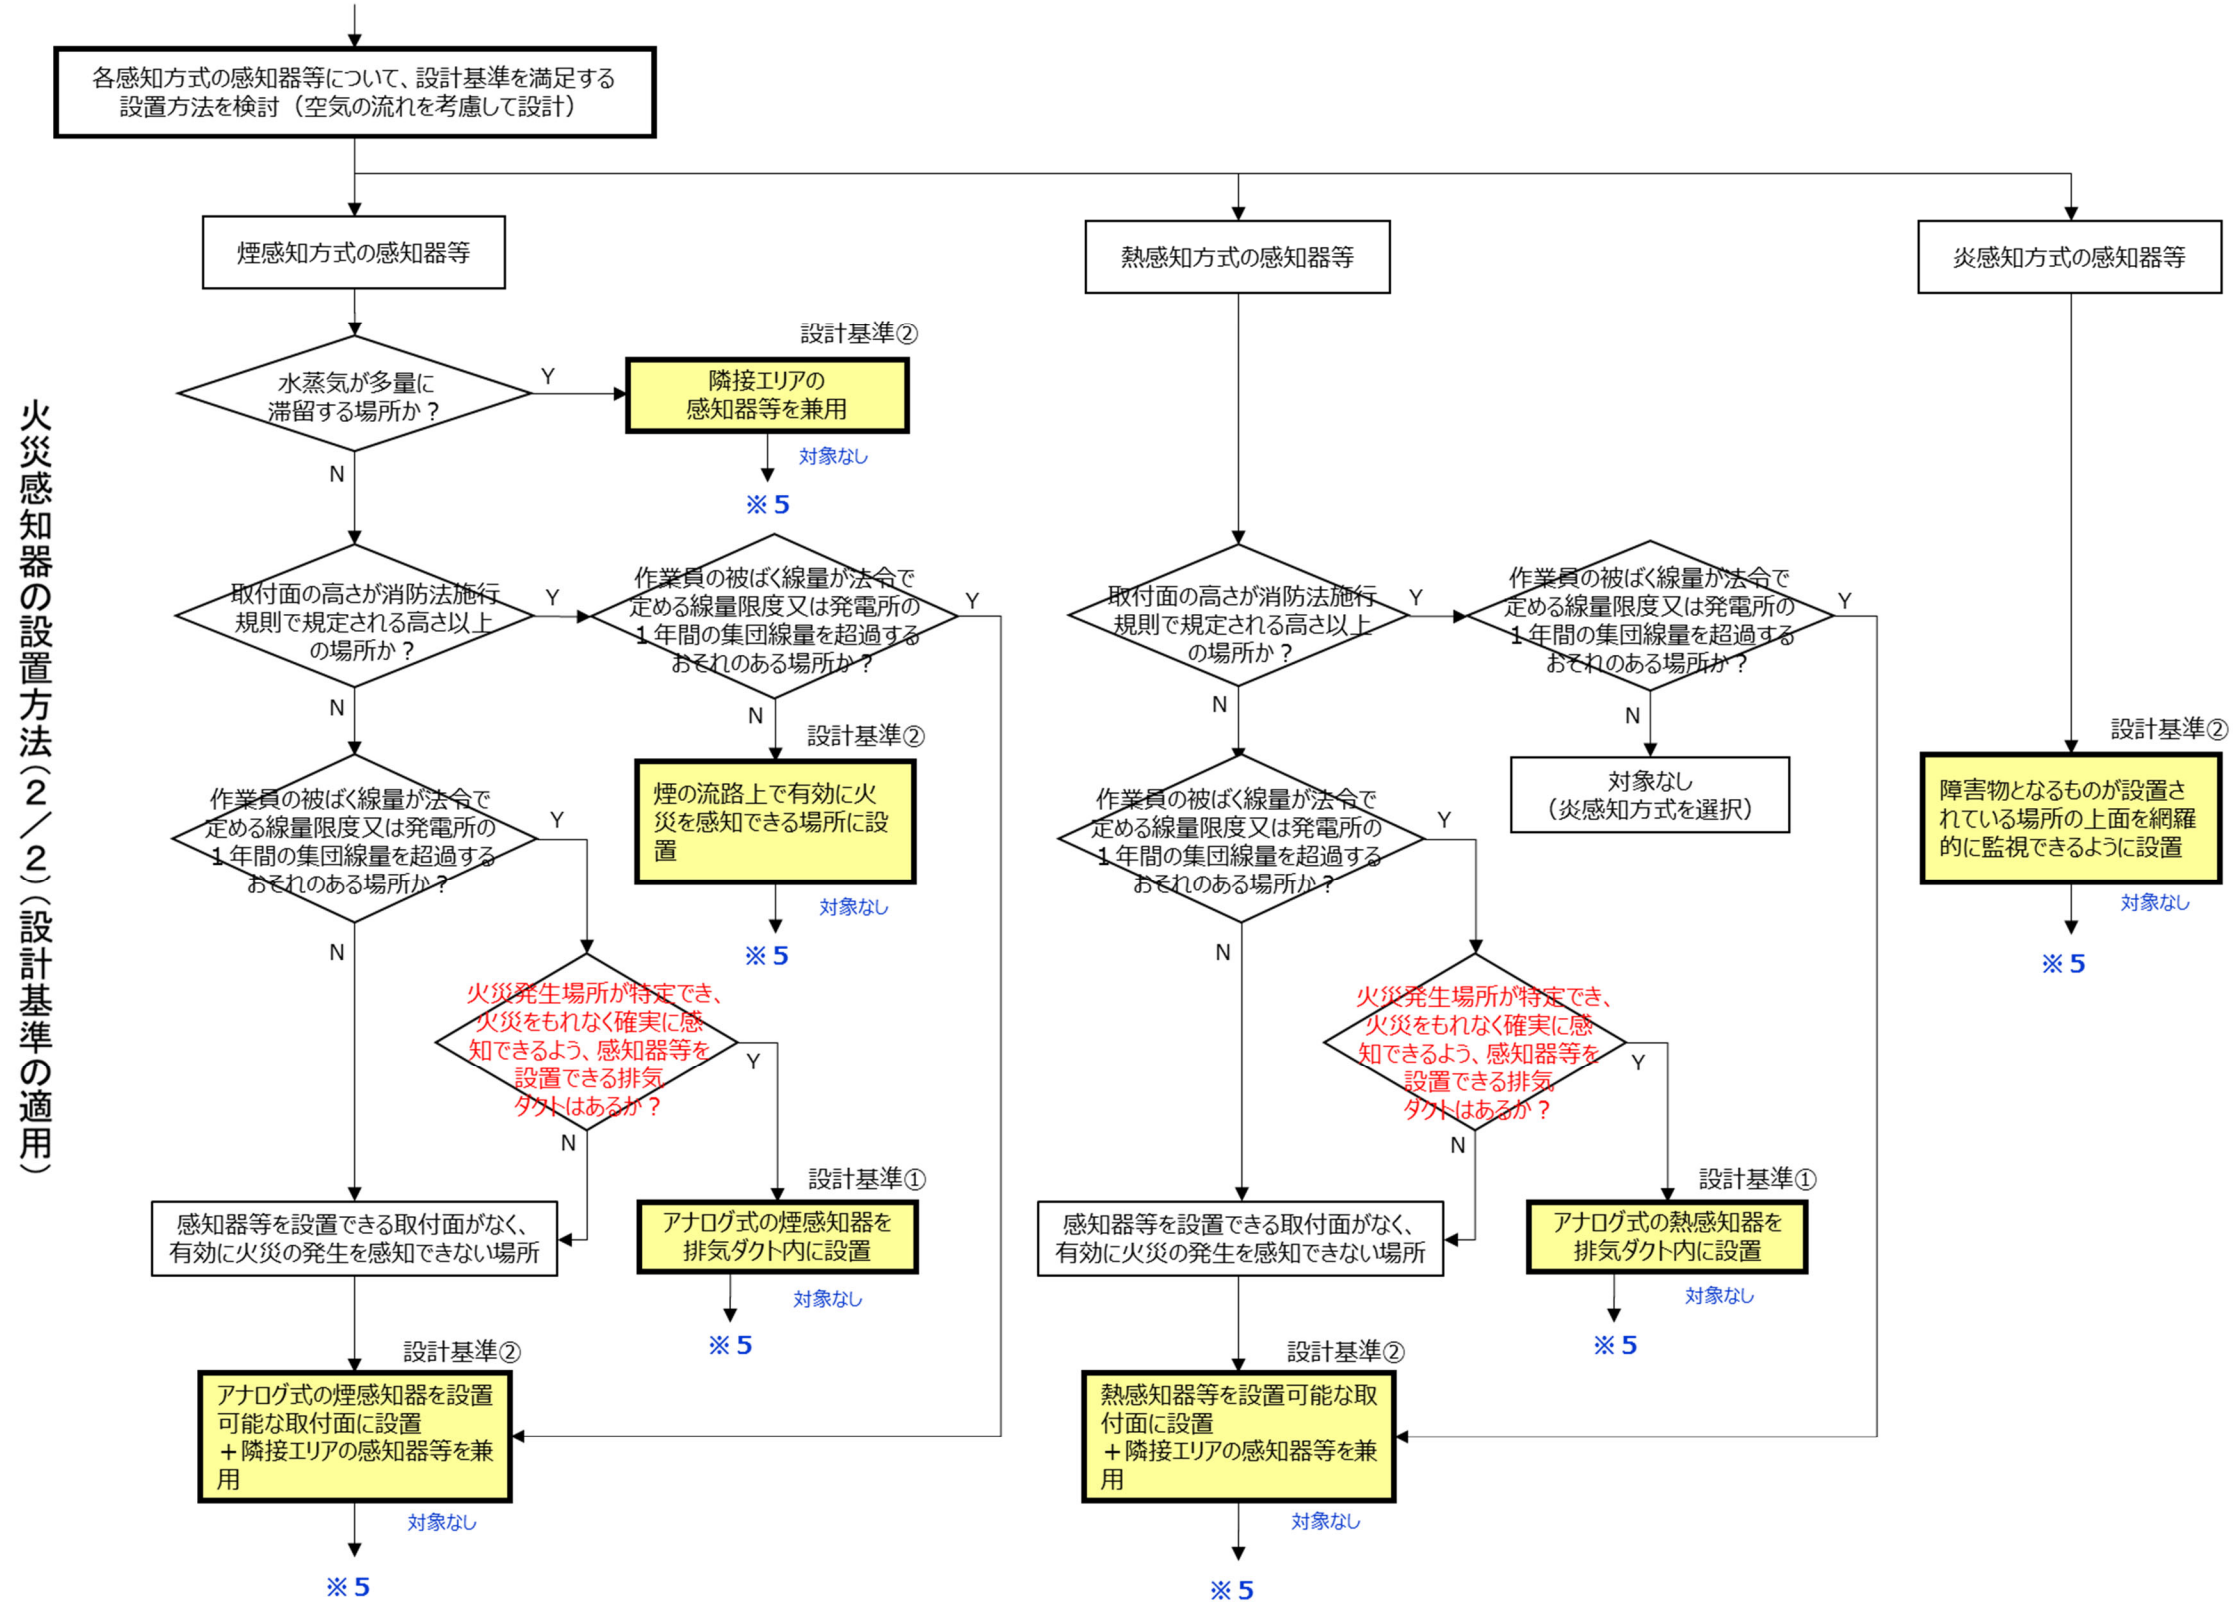 火災感知器の設置方法(2/2)(設計基準の適用)
各感知方式の感知器等について、設計基準を満足する
設置方法を検討(空気の流れを考慮して設計)
煙感知方式の感知器等
水蒸気が多量に
滞留する場所か?
Y
N
設計基準②
隣接エリアの
感知器等を兼用
対象なし
※5
取付面の高さが消防法施行
規則で規定される高さ以上
の場所か?
Y
N
作業員の被ばく線量が法令で
定める線量限度又は発電所の
1年間の集団線量を超過する
おそれのある場所か?
Y
N
設計基準②
煙の流路上で有効に火
災を感知できる場所に設
置
対象なし
※5
作業員の被ばく線量が法令で
定める線量限度又は発電所の
1年間の集団線量を超過する
おそれのある場所か?
Y
N
火災発生場所が特定でき、
火災をもれなく確実に感
知できるよう、感知器等を
設置できる排気
ダクトはあるか?
Y
N
設計基準①
アナログ式の煙感知器を
排気ダクト内に設置
対象なし
※5
感知器等を設置できる取付面がなく、
有効に火災の発生を感知できない場所
設計基準②
アナログ式の煙感知器を設置
可能な取付面に設置
+隣接エリアの感知器等を兼
用
対象なし
※5
熱感知方式の感知器等
取付面の高さが消防法施行
規則で規定される高さ以上
の場所か?
Y
N
作業員の被ばく線量が法令で
定める線量限度又は発電所の
1年間の集団線量を超過する
おそれのある場所か?
Y
N
対象なし
(炎感知方式を選択)
作業員の被ばく線量が法令で
定める線量限度又は発電所の
1年間の集団線量を超過する
おそれのある場所か?
Y
N
火災発生場所が特定でき、
火災をもれなく確実に感
知できるよう、感知器等を
設置できる排気
ダクトはあるか?
Y
N
設計基準①
アナログ式の熱感知器を
排気ダクト内に設置
対象なし
※5
感知器等を設置できる取付面がなく、
有効に火災の発生を感知できない場所
設計基準②
熱感知器等を設置可能な取
付面に設置
+隣接エリアの感知器等を兼
用
対象なし
※5
炎感知方式の感知器等
設計基準②
障害物となるものが設置さ
れている場所の上面を網羅
的に監視できるように設置
対象なし
※5